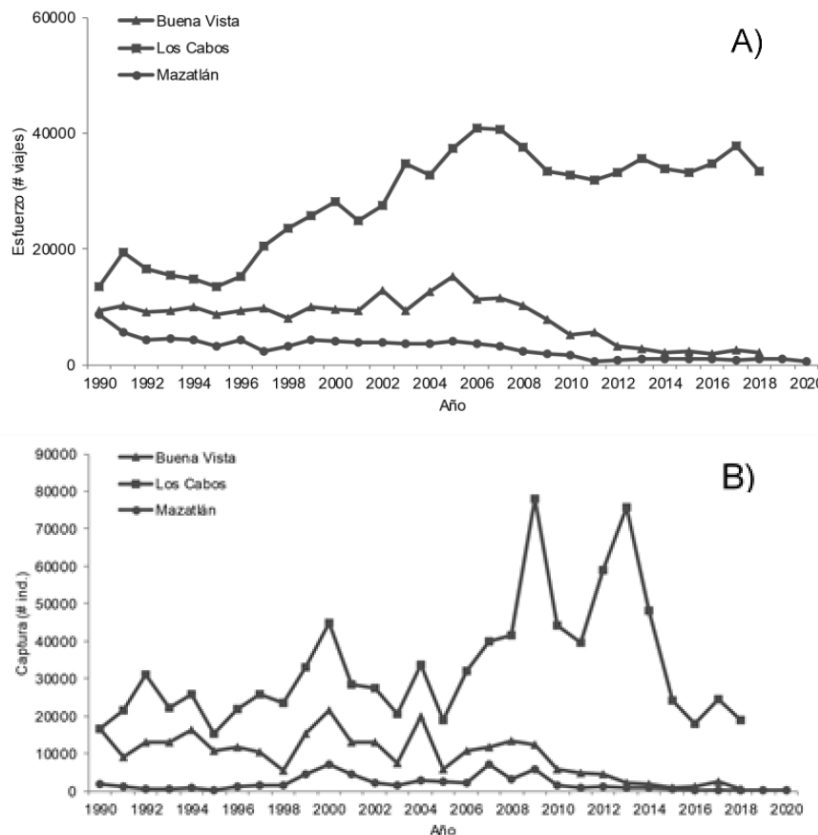 60000
40000
20000
0
Esfuerzo (# viajes)
Buena Vista
Los Cabos
Mazatlán
A)
1990 1992 1994 1996 1998 2000 2002 2004 2006 2008 2010 2012 2014 2016 2018 2020
Año
90000
80000
70000
60000
50000
40000
30000
20000
10000
0
Captura (# ind.)
Buena Vista
Los Cabos
Mazatlán
B)
1990 1992 1994 1996 1998 2000 2002 2004 2006 2008 2010 2012 2014 2016 2018 2020
Año